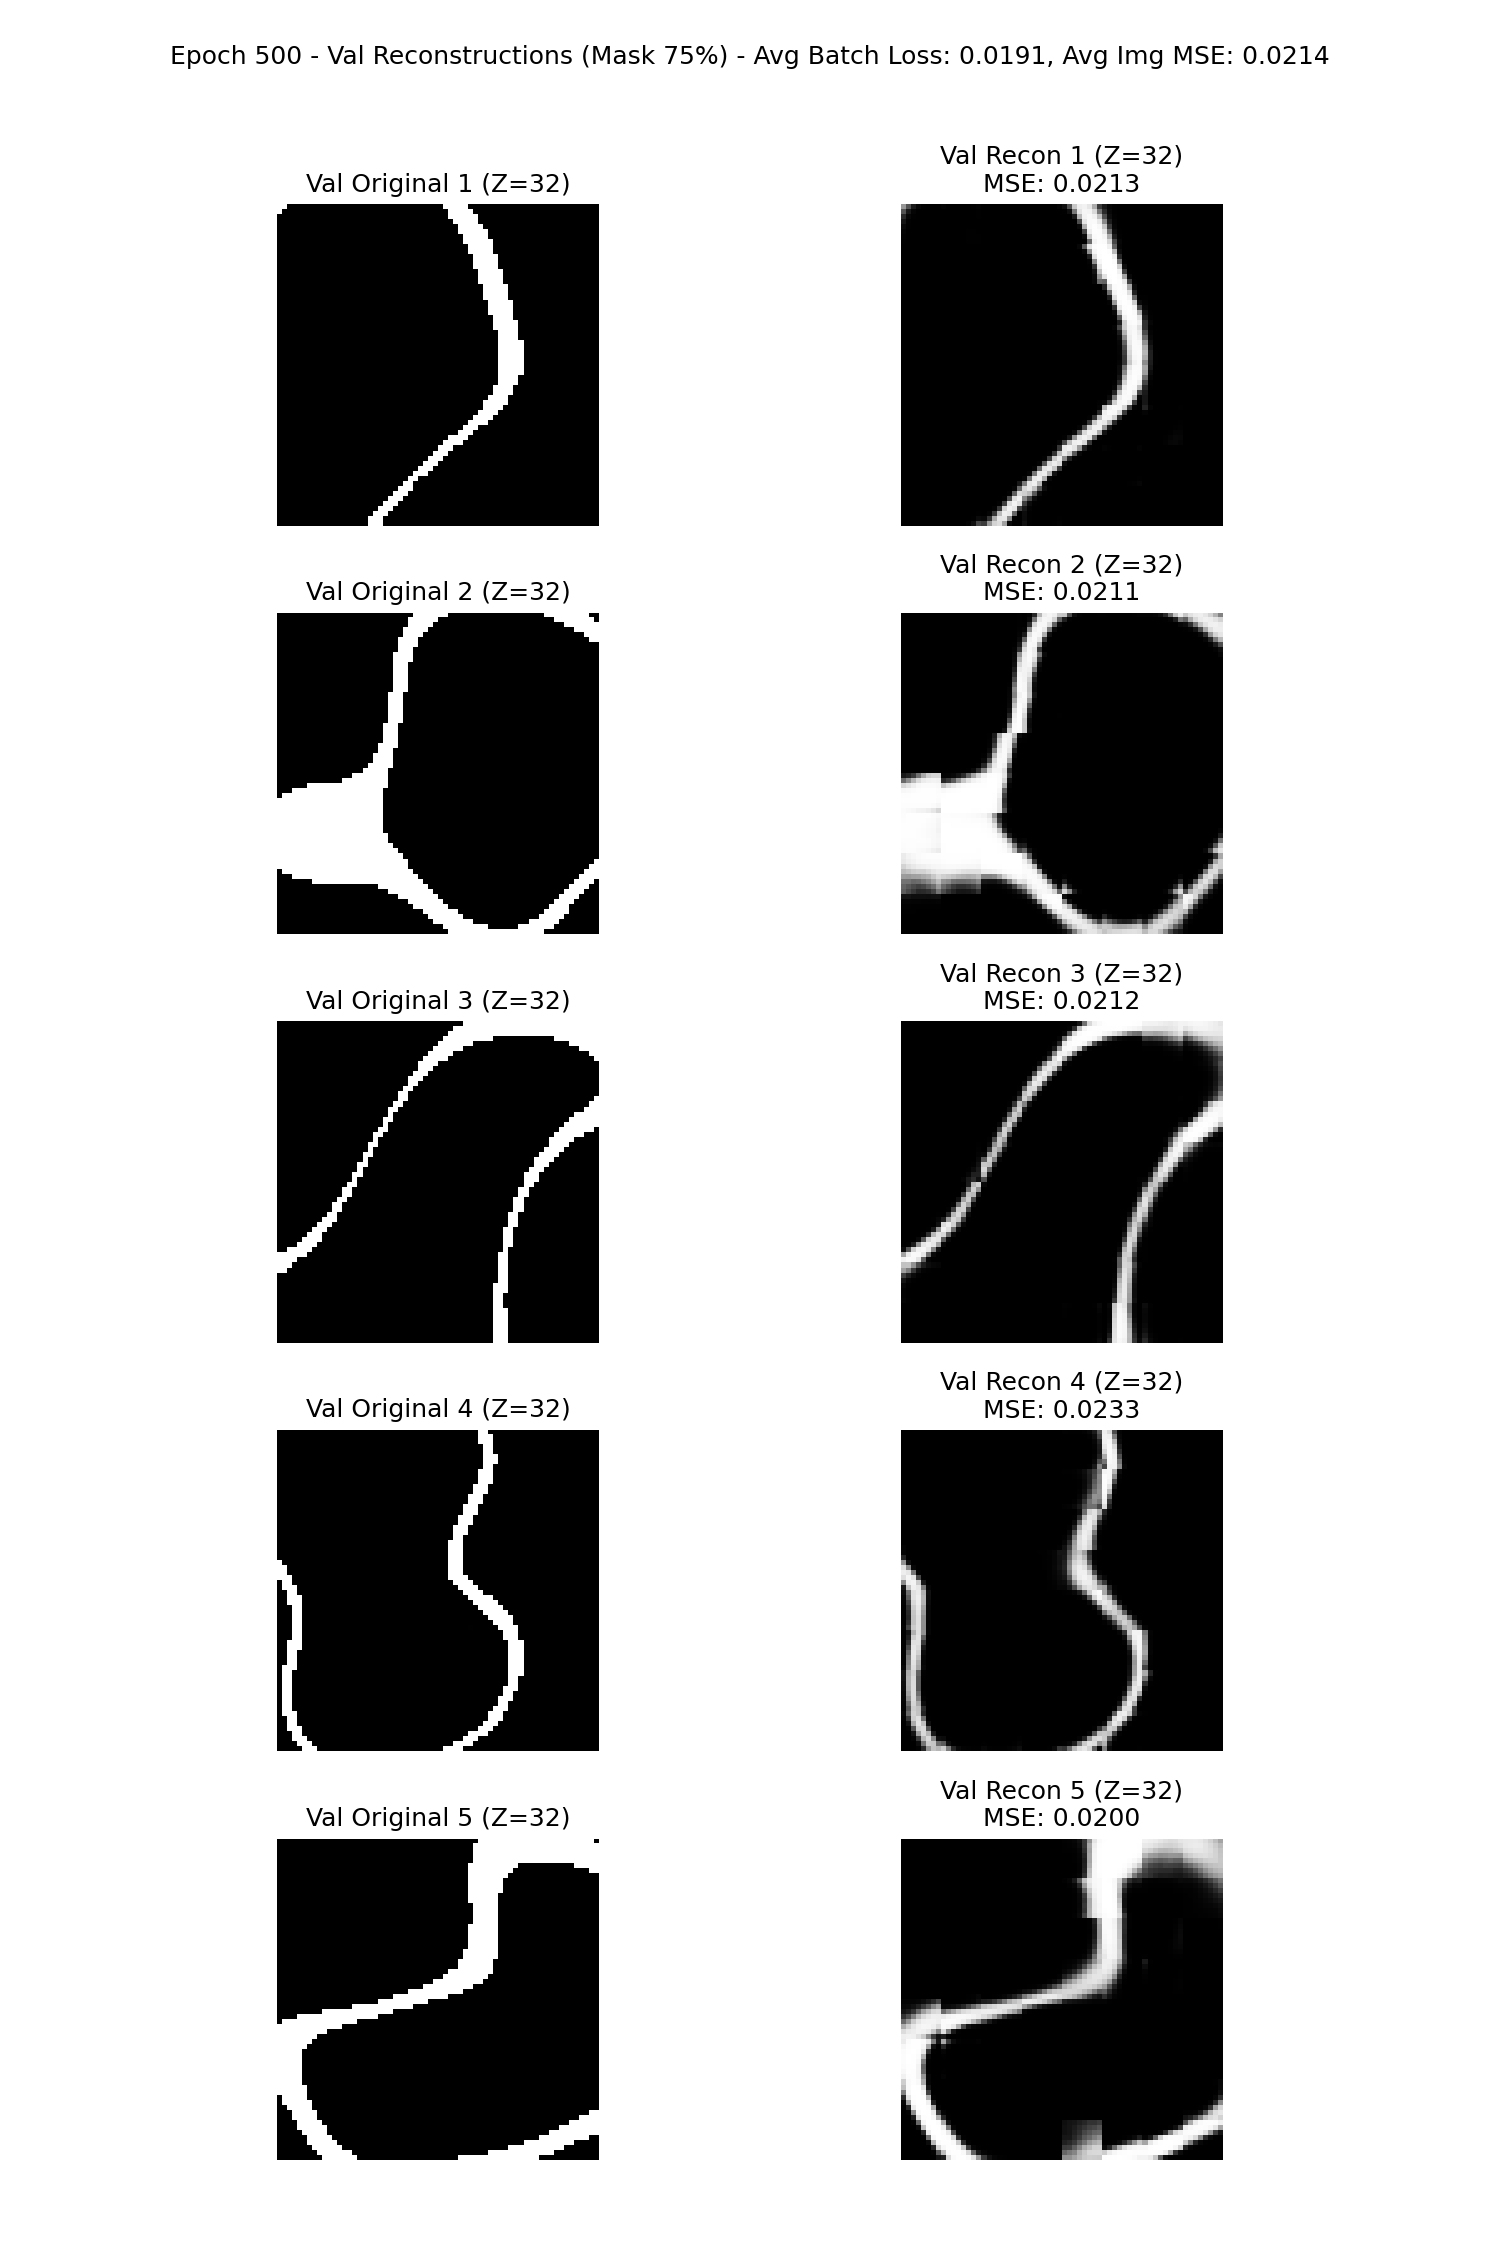 Epoch 500 - Val Reconstructions (Mask 75%) - Avg Batch Loss: 0.0191, Avg Img MSE: 0.0214
Val Original 1 (Z=32)
Val Recon 1 (Z=32)
MSE: 0.0213
Val Original 2 (Z=32)
Val Recon 2 (Z=32)
MSE: 0.0211
Val Original 3 (Z=32)
Val Recon 3 (Z=32)
MSE: 0.0212
Val Original 4 (Z=32)
Val Recon 4 (Z=32)
MSE: 0.0233
Val Original 5 (Z=32)
Val Recon 5 (Z=32)
MSE: 0.0200